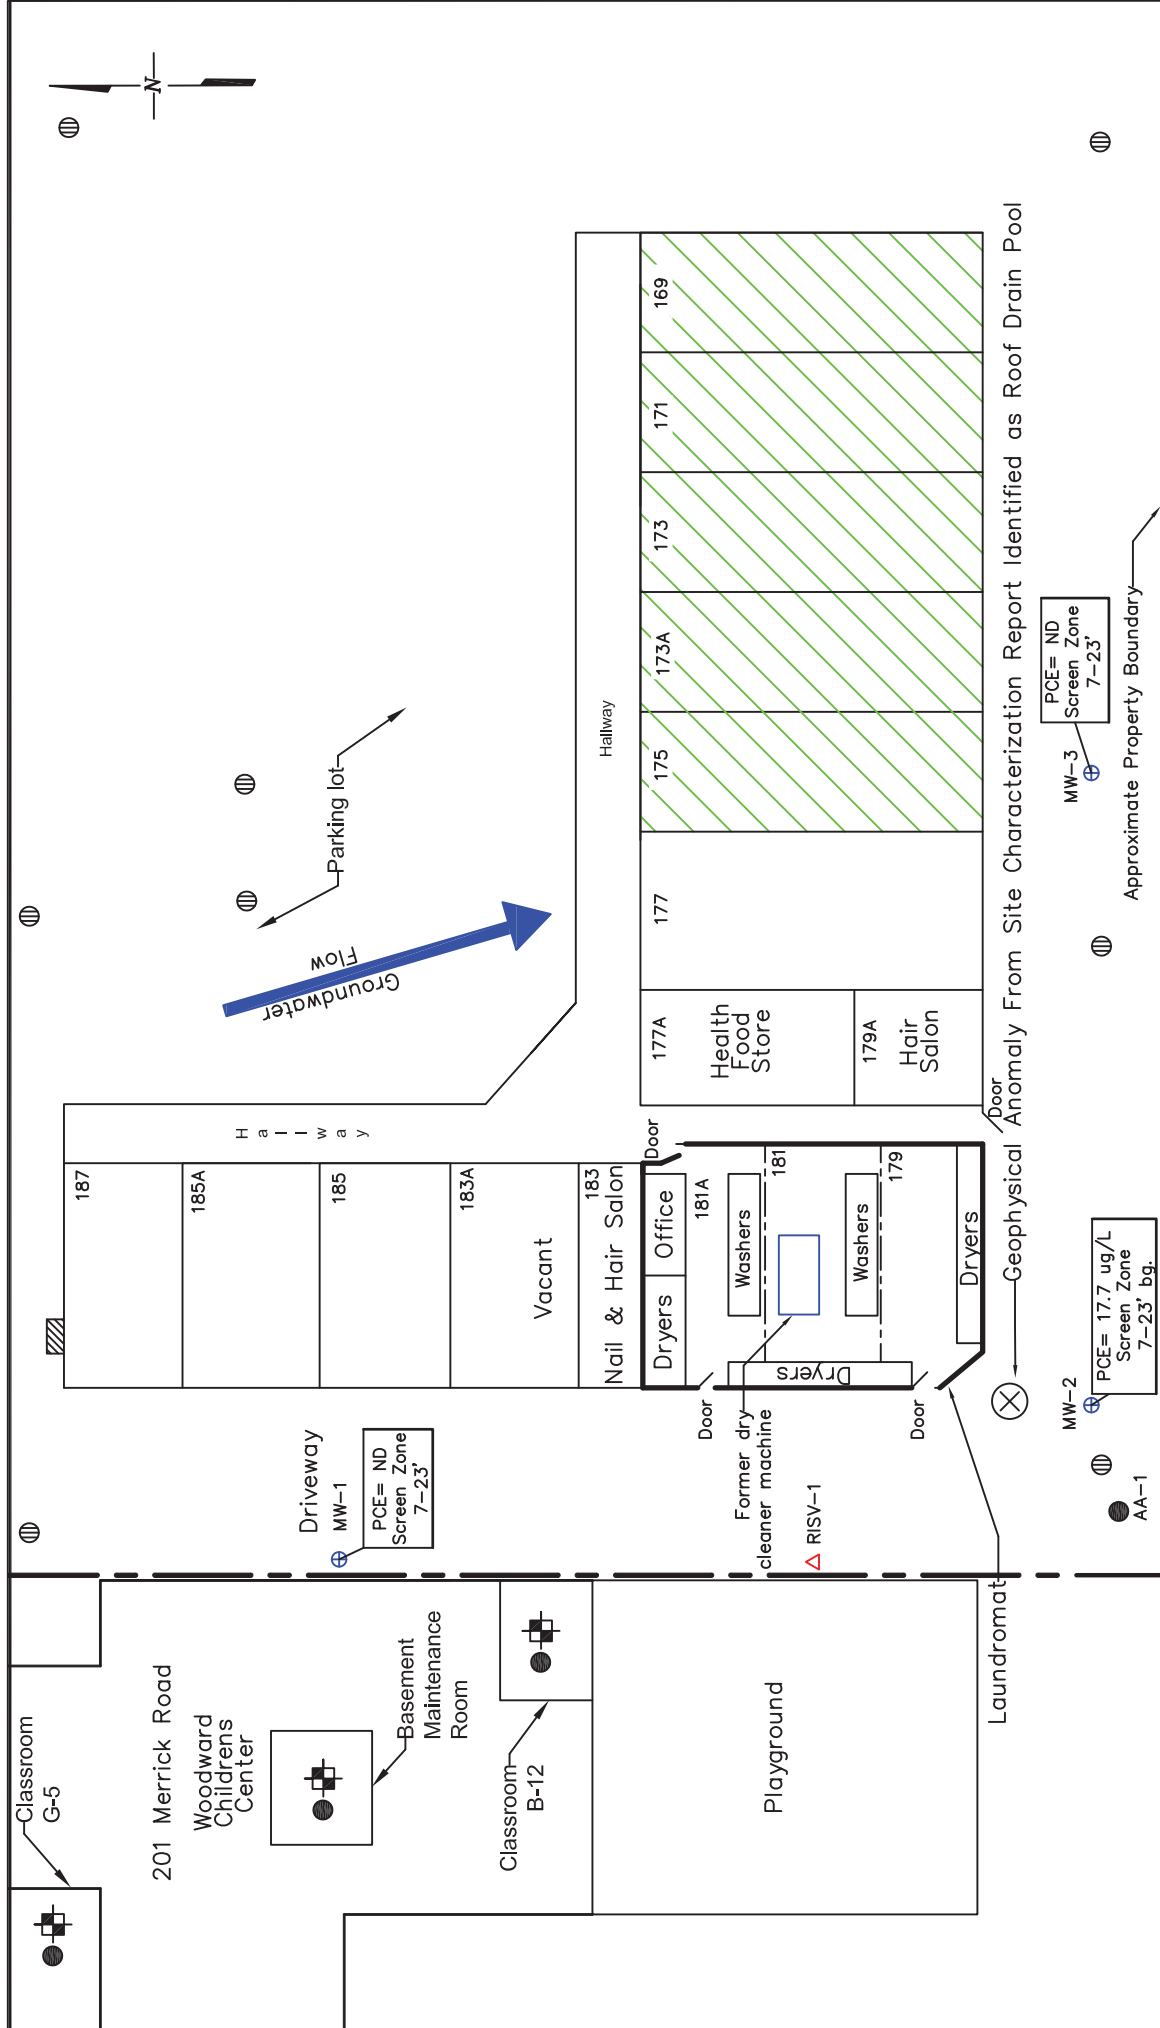 N
Parking lot
Groundwater
Flow
Hallway
169
171
173
173A
175
177
177A
Health
Food
Store
179A
Hair
Salon
Door
Geophysical Anomaly From Site Characterization Report Identified as Roof Drain Pool
PCE= ND
Screen Zone
7-23'
MW-3
Approximate Property Boundary
Hallway
187
185A
185
183A
Vacant
183
Nail & Hair Salon
Door
Office
Dryers
181A
Washers
181
Washers
179
Dryers
Dryers
Door
Door
Former dry
cleaner machine
RISV-1
Driveway
MW-1
PCE= ND
Screen Zone
7-23'
MW-2
PCE= 17.7 ug/L
Screen Zone
7-23' bg.
AA-1
Laundromat
Classroom
G-5
201 Merrick Road
Woodward
Childrens
Center
Basement
Maintenance
Room
Classroom
B-12
Playground